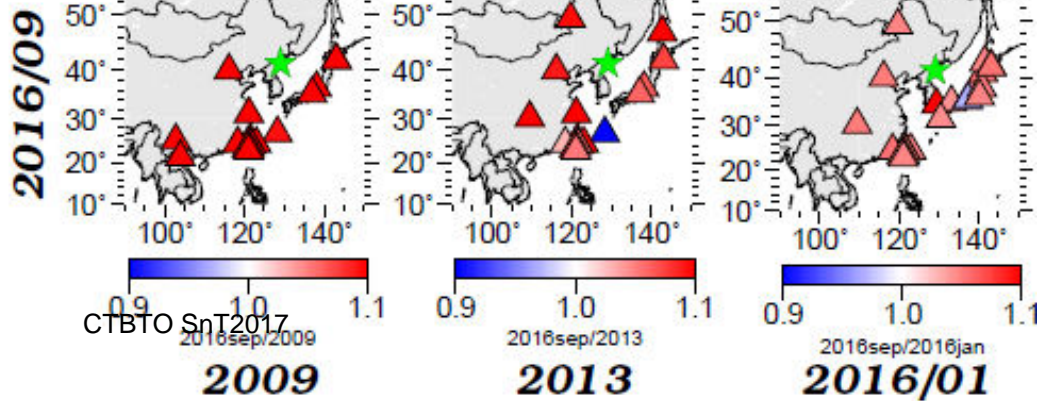 2016/09
50° 50° 50°
40° 40° 40°
30° 30° 30°
20° 20° 20°
10° 10° 10°
100° 120° 140° 100° 120° 140° 100° 120° 140°
0.9 1.0 1.1 0.9 1.0 1.1 0.9 1.0 1.1
CTBTO SnT2017
2016sep/2009 2016sep/2013 2016sep/2016jan
2009 2013 2016/01